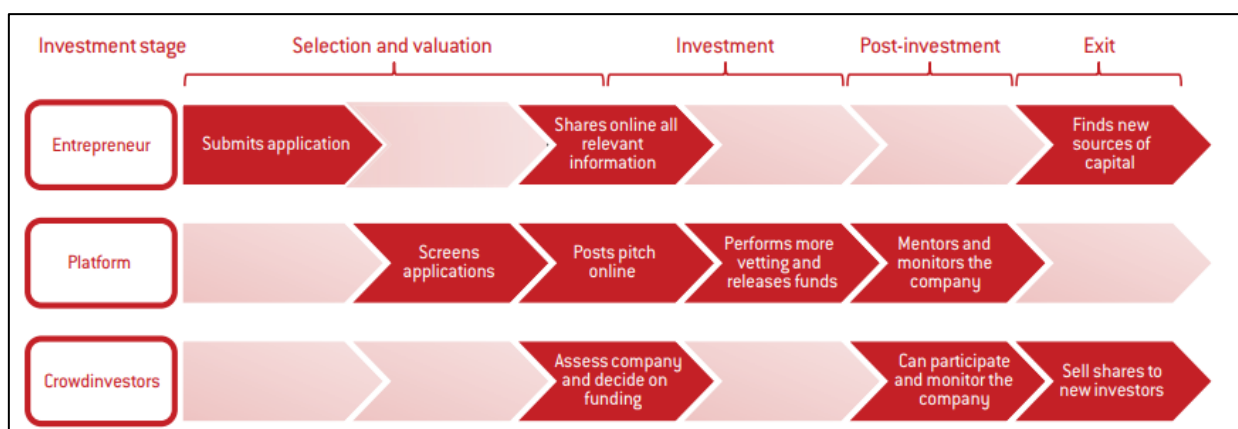 Investment stage
Selection and valuation
Investment
Post-investment
Exit
Entrepreneur
Submits application
Shares online all
relevant
information
Finds new
sources of
capital
Platform
Screens
applications
Posts pitch
online
Performs more
vetting and
releases funds
Mentors and
monitors the
company
Crowdinvestors
Assess company
and decide on
funding
Can participate
and monitor the
company
Sell shares to
new investors